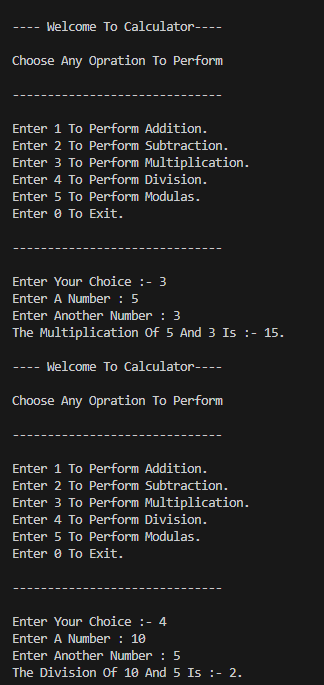 ---- Welcome To Calculator----
Choose Any Opration To Perform
------------------------------
Enter 1 To Perform Addition.
Enter 2 To Perform Subtraction.
Enter 3 To Perform Multiplication.
Enter 4 To Perform Division.
Enter 5 To Perform Modulas.
Enter 0 To Exit.
------------------------------
Enter Your Choice :- 3
Enter A Number : 5
Enter Another Number : 3
The Multiplication Of 5 And 3 Is :- 15.
---- Welcome To Calculator----
Choose Any Opration To Perform
------------------------------
Enter 1 To Perform Addition.
Enter 2 To Perform Subtraction.
Enter 3 To Perform Multiplication.
Enter 4 To Perform Division.
Enter 5 To Perform Modulas.
Enter 0 To Exit.
------------------------------
Enter Your Choice :- 4
Enter A Number : 10
Enter Another Number : 5
The Division Of 10 And 5 Is :- 2.